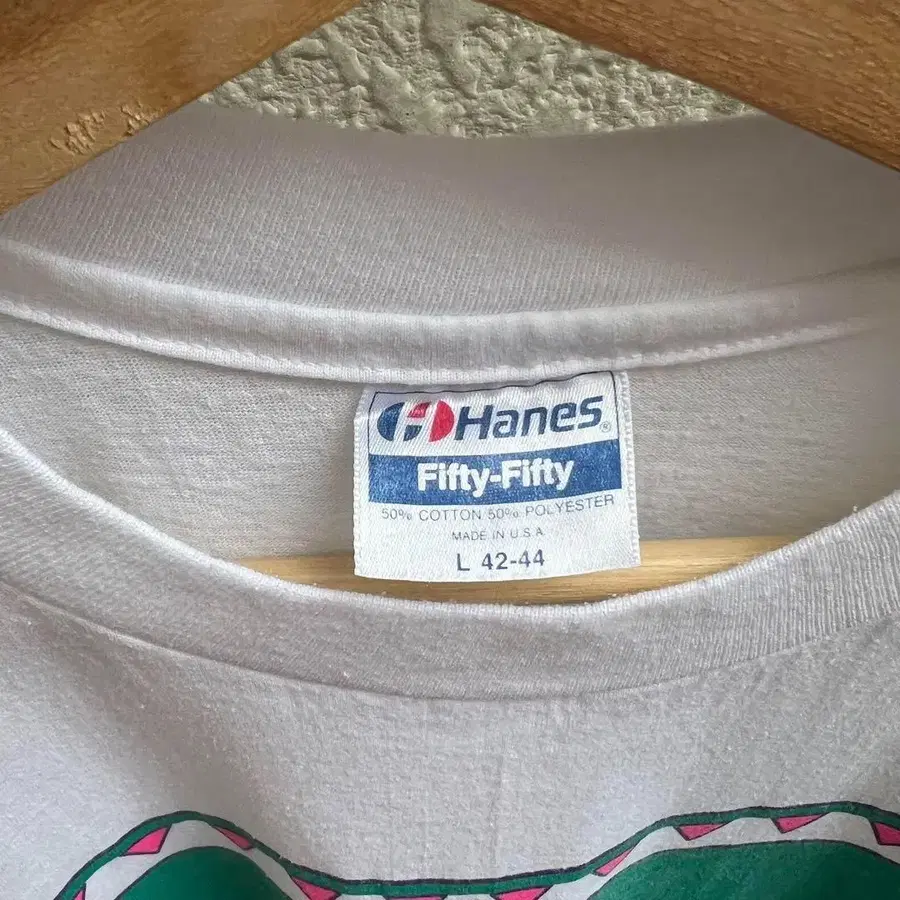 Hanes®
Fifty-Fifty
50% COTTON 50% POLYESTER
MADE IN U.S.A.
L 42-44